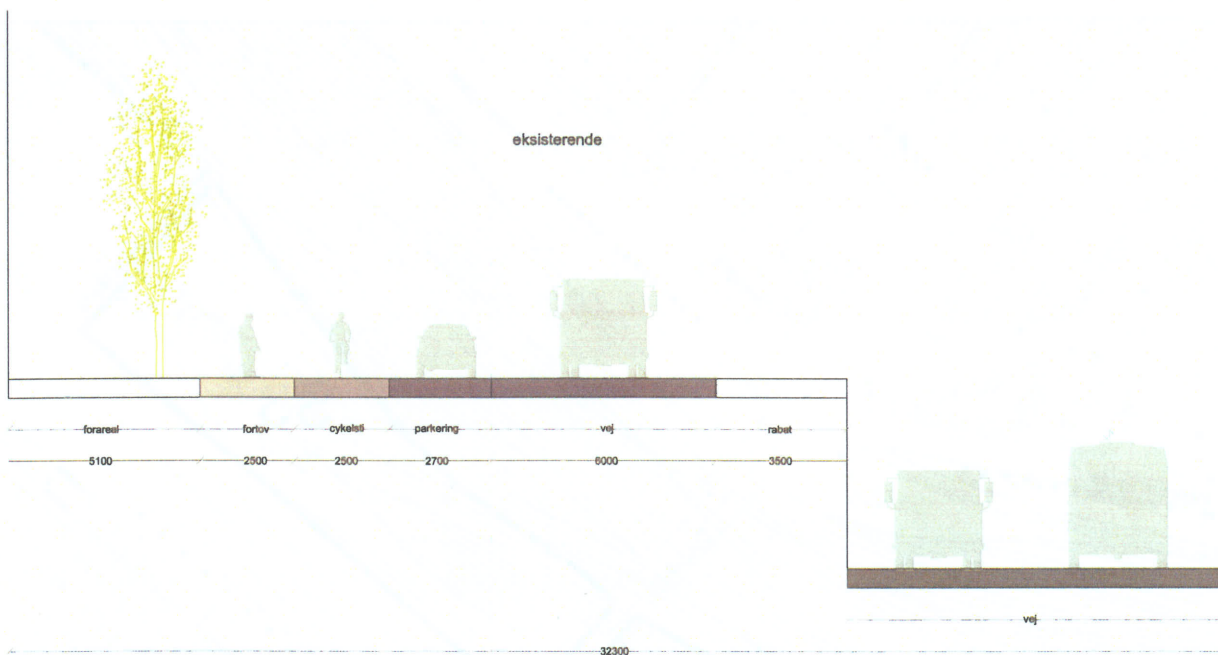 eksisterende
forareal fortov cykelsti parkering vej rabat
5100 2500 2500 2700 6000 3500
vej
32300